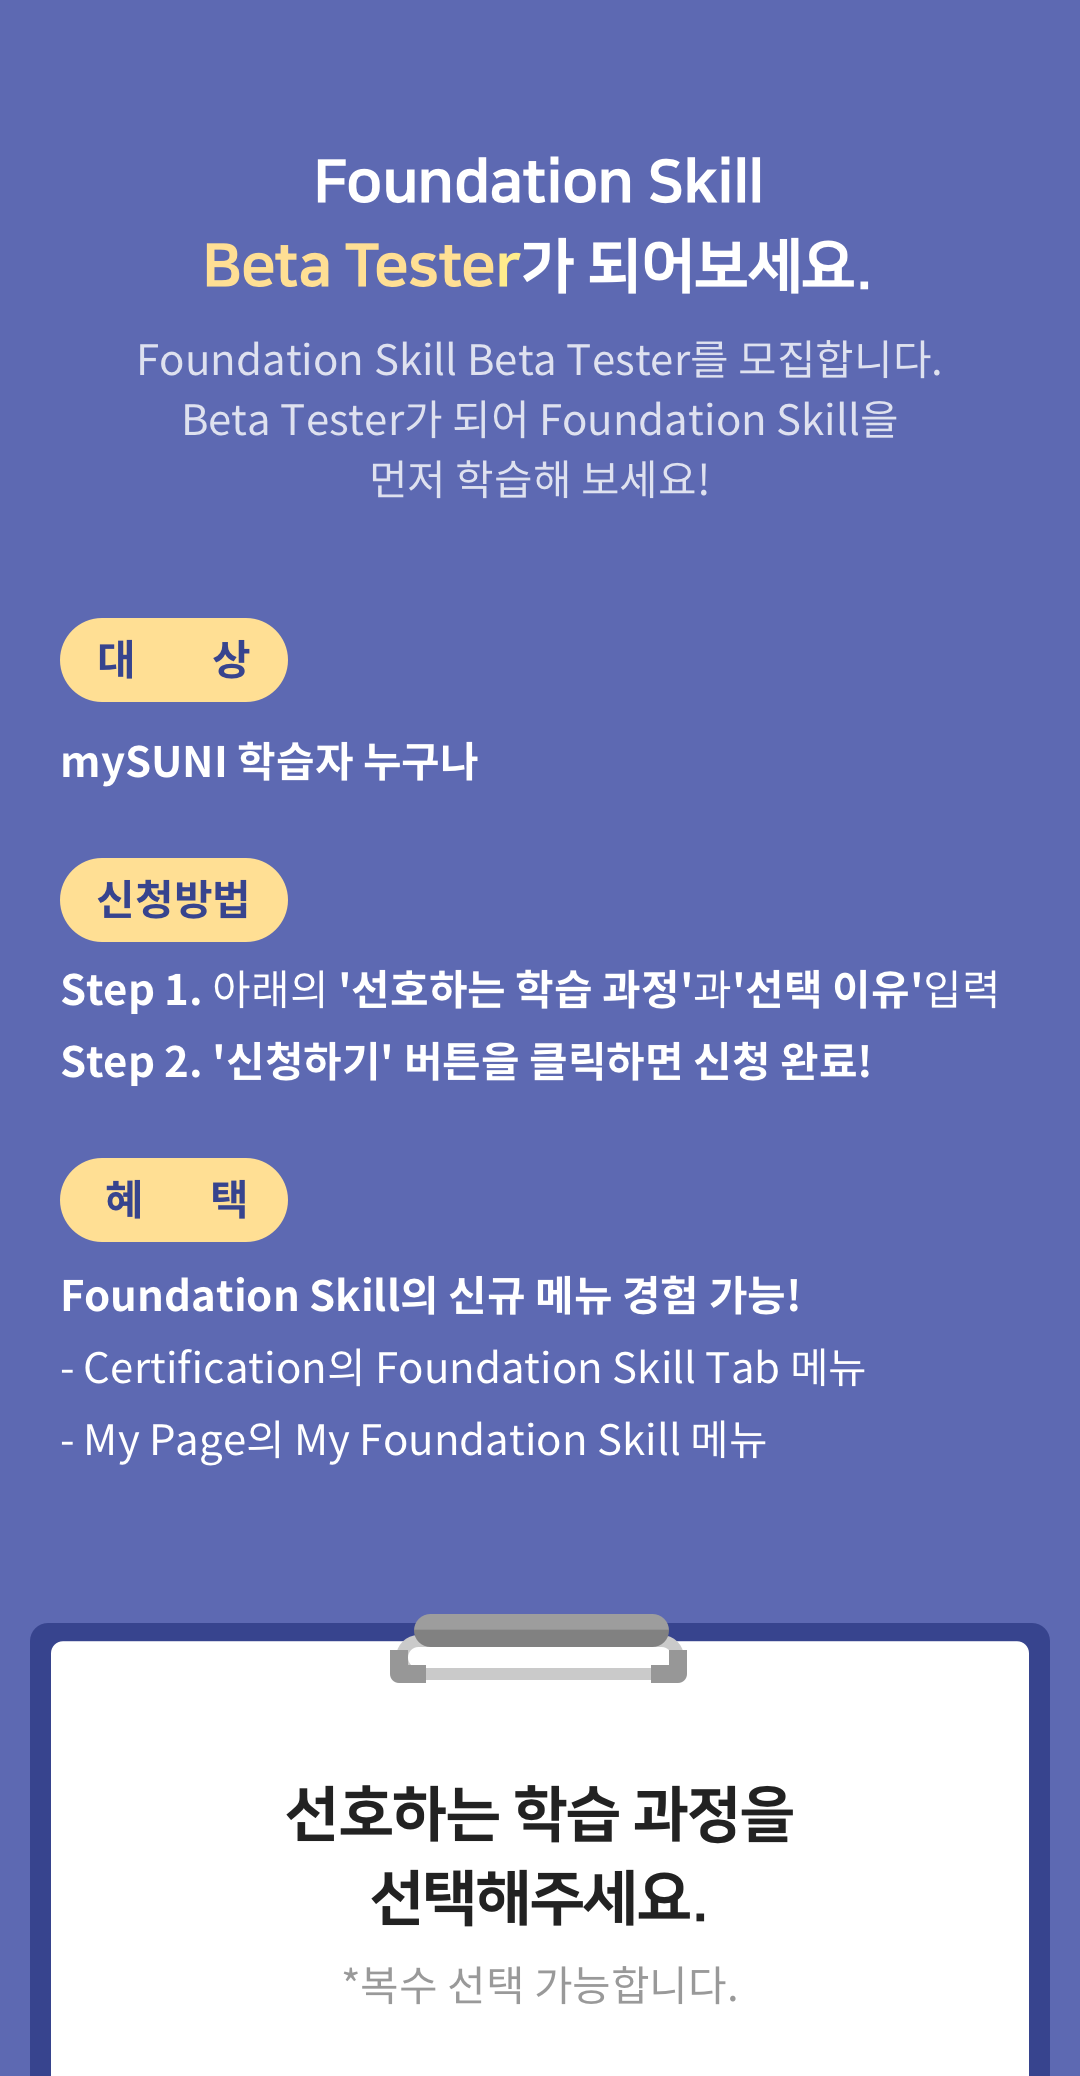 Foundation Skill
Beta Tester가 되어보세요.
Foundation Skill Beta Tester를 모집합니다.
Beta Tester가 되어 Foundation Skill을
먼저 학습해 보세요!
대 상
mySUNI 학습자 누구나
신청방법
Step 1. 아래의 '선호하는 학습 과정'과'선택 이유'입력
Step 2. '신청하기' 버튼을 클릭하면 신청 완료!
혜 택
Foundation Skill의 신규 메뉴 경험 가능!
- Certification의 Foundation Skill Tab 메뉴
- My Page의 My Foundation Skill 메뉴
선호하는 학습 과정을
선택해주세요.
*복수 선택 가능합니다.